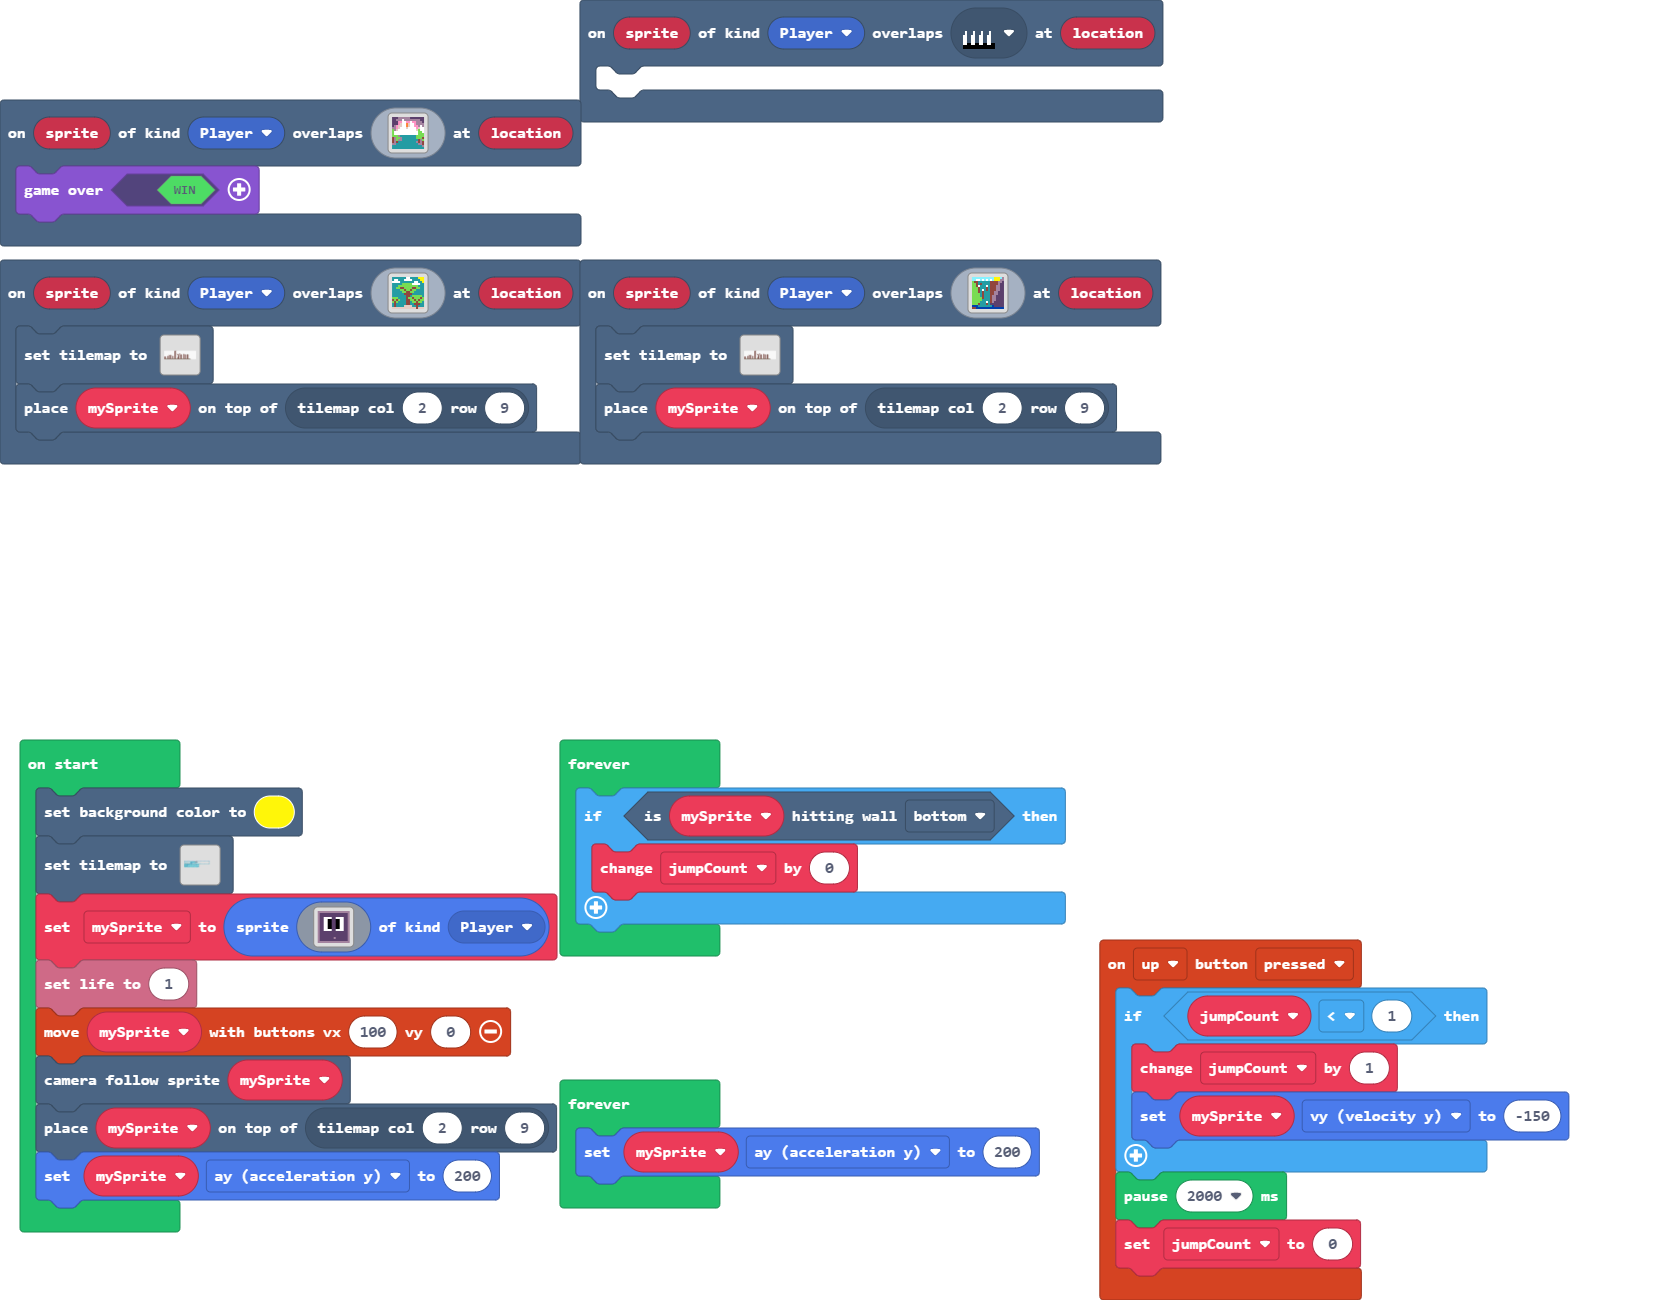 on sprite of kind Player overlaps at location
on sprite of kind Player overlaps at location
game over WIN
on sprite of kind Player overlaps at location
set tilemap to
place mySprite on top of tilemap col 2 row 9
on sprite of kind Player overlaps at location
set tilemap to
place mySprite on top of tilemap col 2 row 9
on start
set background color to
set tilemap to
set mySprite to sprite of kind Player
set life to 1
move mySprite with buttons vx 100 vy 0
camera follow sprite mySprite
place mySprite on top of tilemap col 2 row 9
set mySprite ay (acceleration y) to 200
forever
if is mySprite hitting wall bottom then
change jumpCount by 0
forever
set mySprite ay (acceleration y) to 200
on up button pressed
if jumpCount < 1 then
change jumpCount by 1
set mySprite vy (velocity y) to -150
pause 2000 ms
set jumpCount to 0